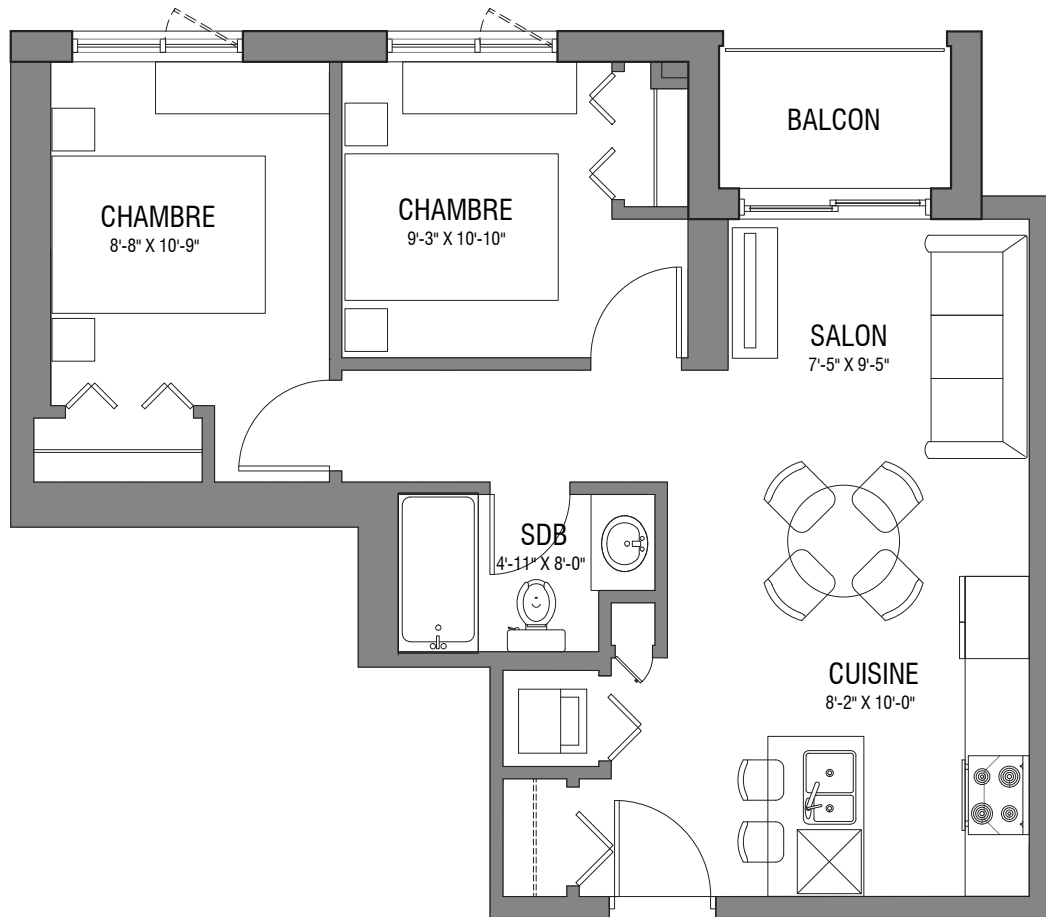 BALCON
CHAMBRE
8'-8" X 10'-9"
CHAMBRE
9'-3" X 10'-10"
SALON
7'-5" X 9'-5"
SDB
4'-11" X 8'-0"
CUISINE
8'-2" X 10'-0"